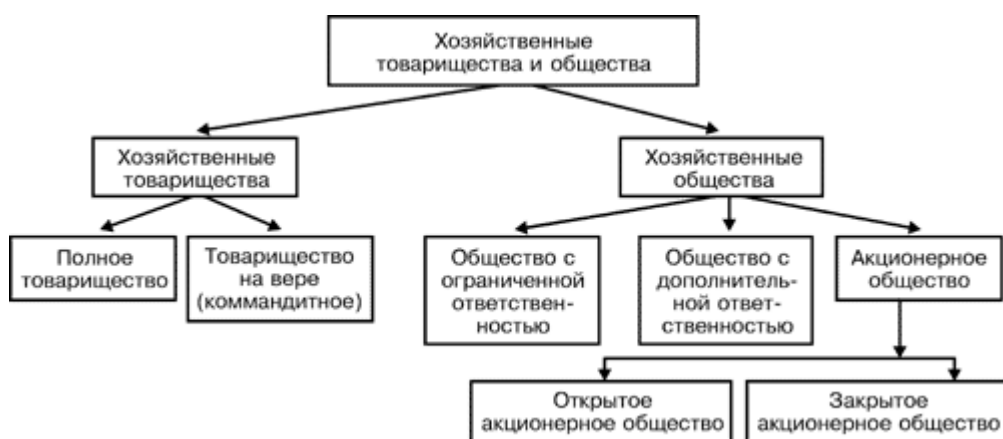 Хозяйственные
товарищества и общества
Хозяйственные
товарищества
Хозяйственные
общества
Полное
товарищество
Товарищество
на вере
(коммандитное)
Общество с
ограниченной
ответствен-
ностью
Общество с
дополнитель-
ной ответ-
ственностью
Акционерное
общество
Открытое
акционерное общество
Закрытое
акционерное общество